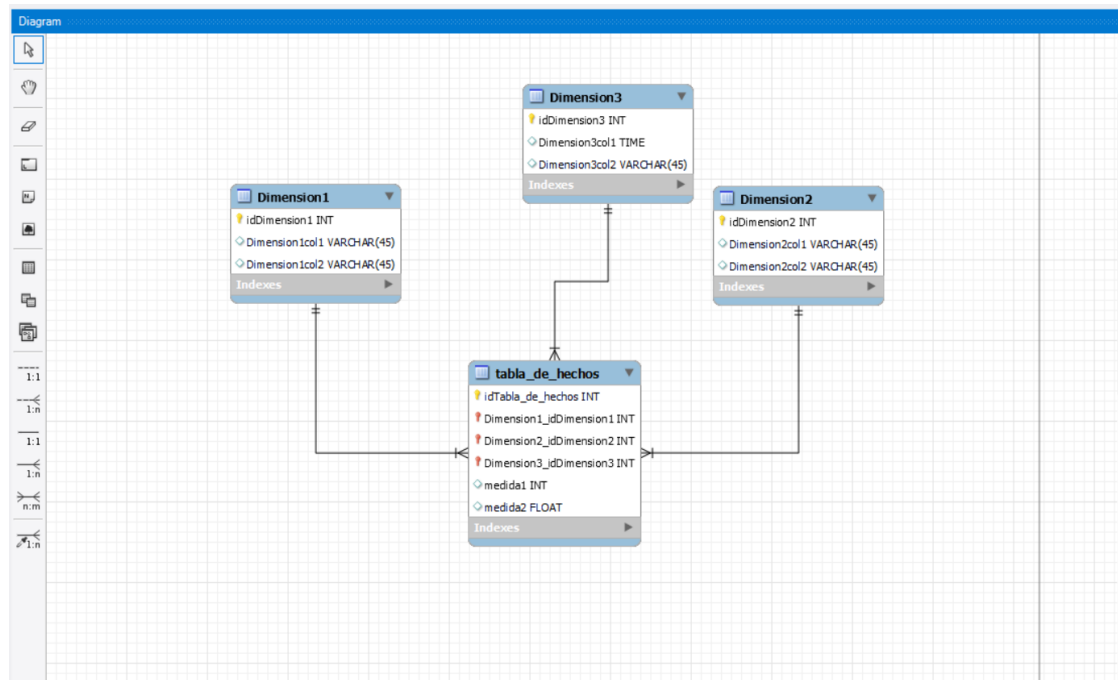 Diagram
Dimension3
idDimension3 INT
Dimension3col1 TIME
Dimension3col2 VARCHAR(45)
Indexes
Dimension1
idDimension1 INT
Dimension1col1 VARCHAR(45)
Dimension1col2 VARCHAR(45)
Indexes
Dimension2
idDimension2 INT
Dimension2col1 VARCHAR(45)
Dimension2col2 VARCHAR(45)
Indexes
tabla_de_hechos
idTabla_de_hechos INT
Dimension1_idDimension1 INT
Dimension2_idDimension2 INT
Dimension3_idDimension3 INT
medida1 INT
medida2 FLOAT
Indexes
1:1
1:n
1:1
1:n
n:m
1:n